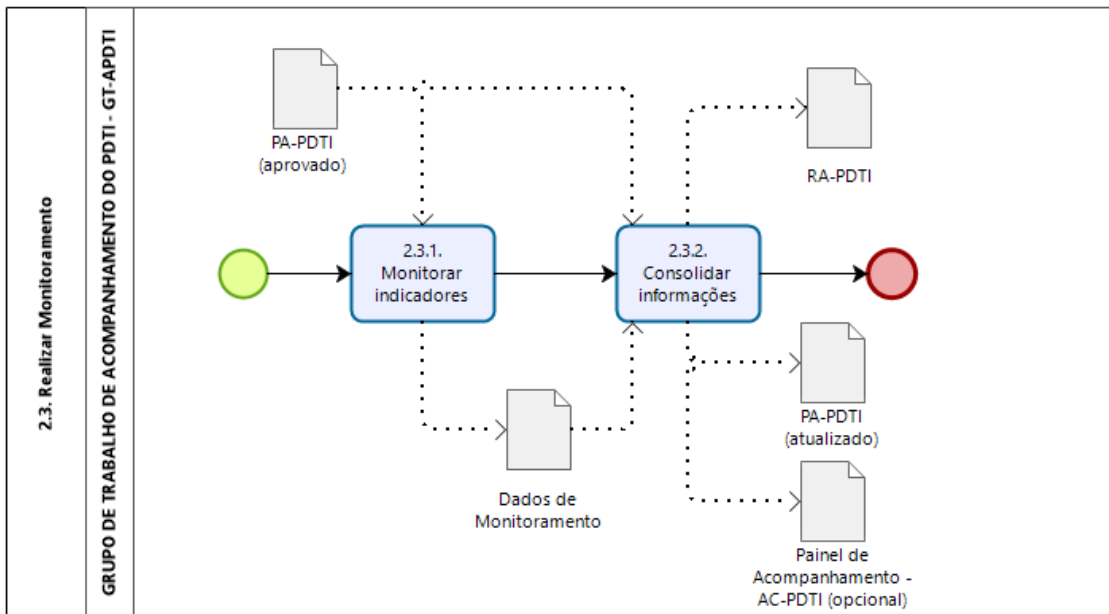 2.3. Realizar Monitoramento
GRUPO DE TRABALHO DE ACOMPANHAMENTO DO PDTI - GT-APDTI
PA-PDTI
(aprovado)
RA-PDTI
2.3.1.
Monitorar
indicadores
2.3.2.
Consolidar
informações
PA-PDTI
(atualizado)
Dados de
Monitoramento
Painel de
Acompanhamento -
AC-PDTI (opcional)